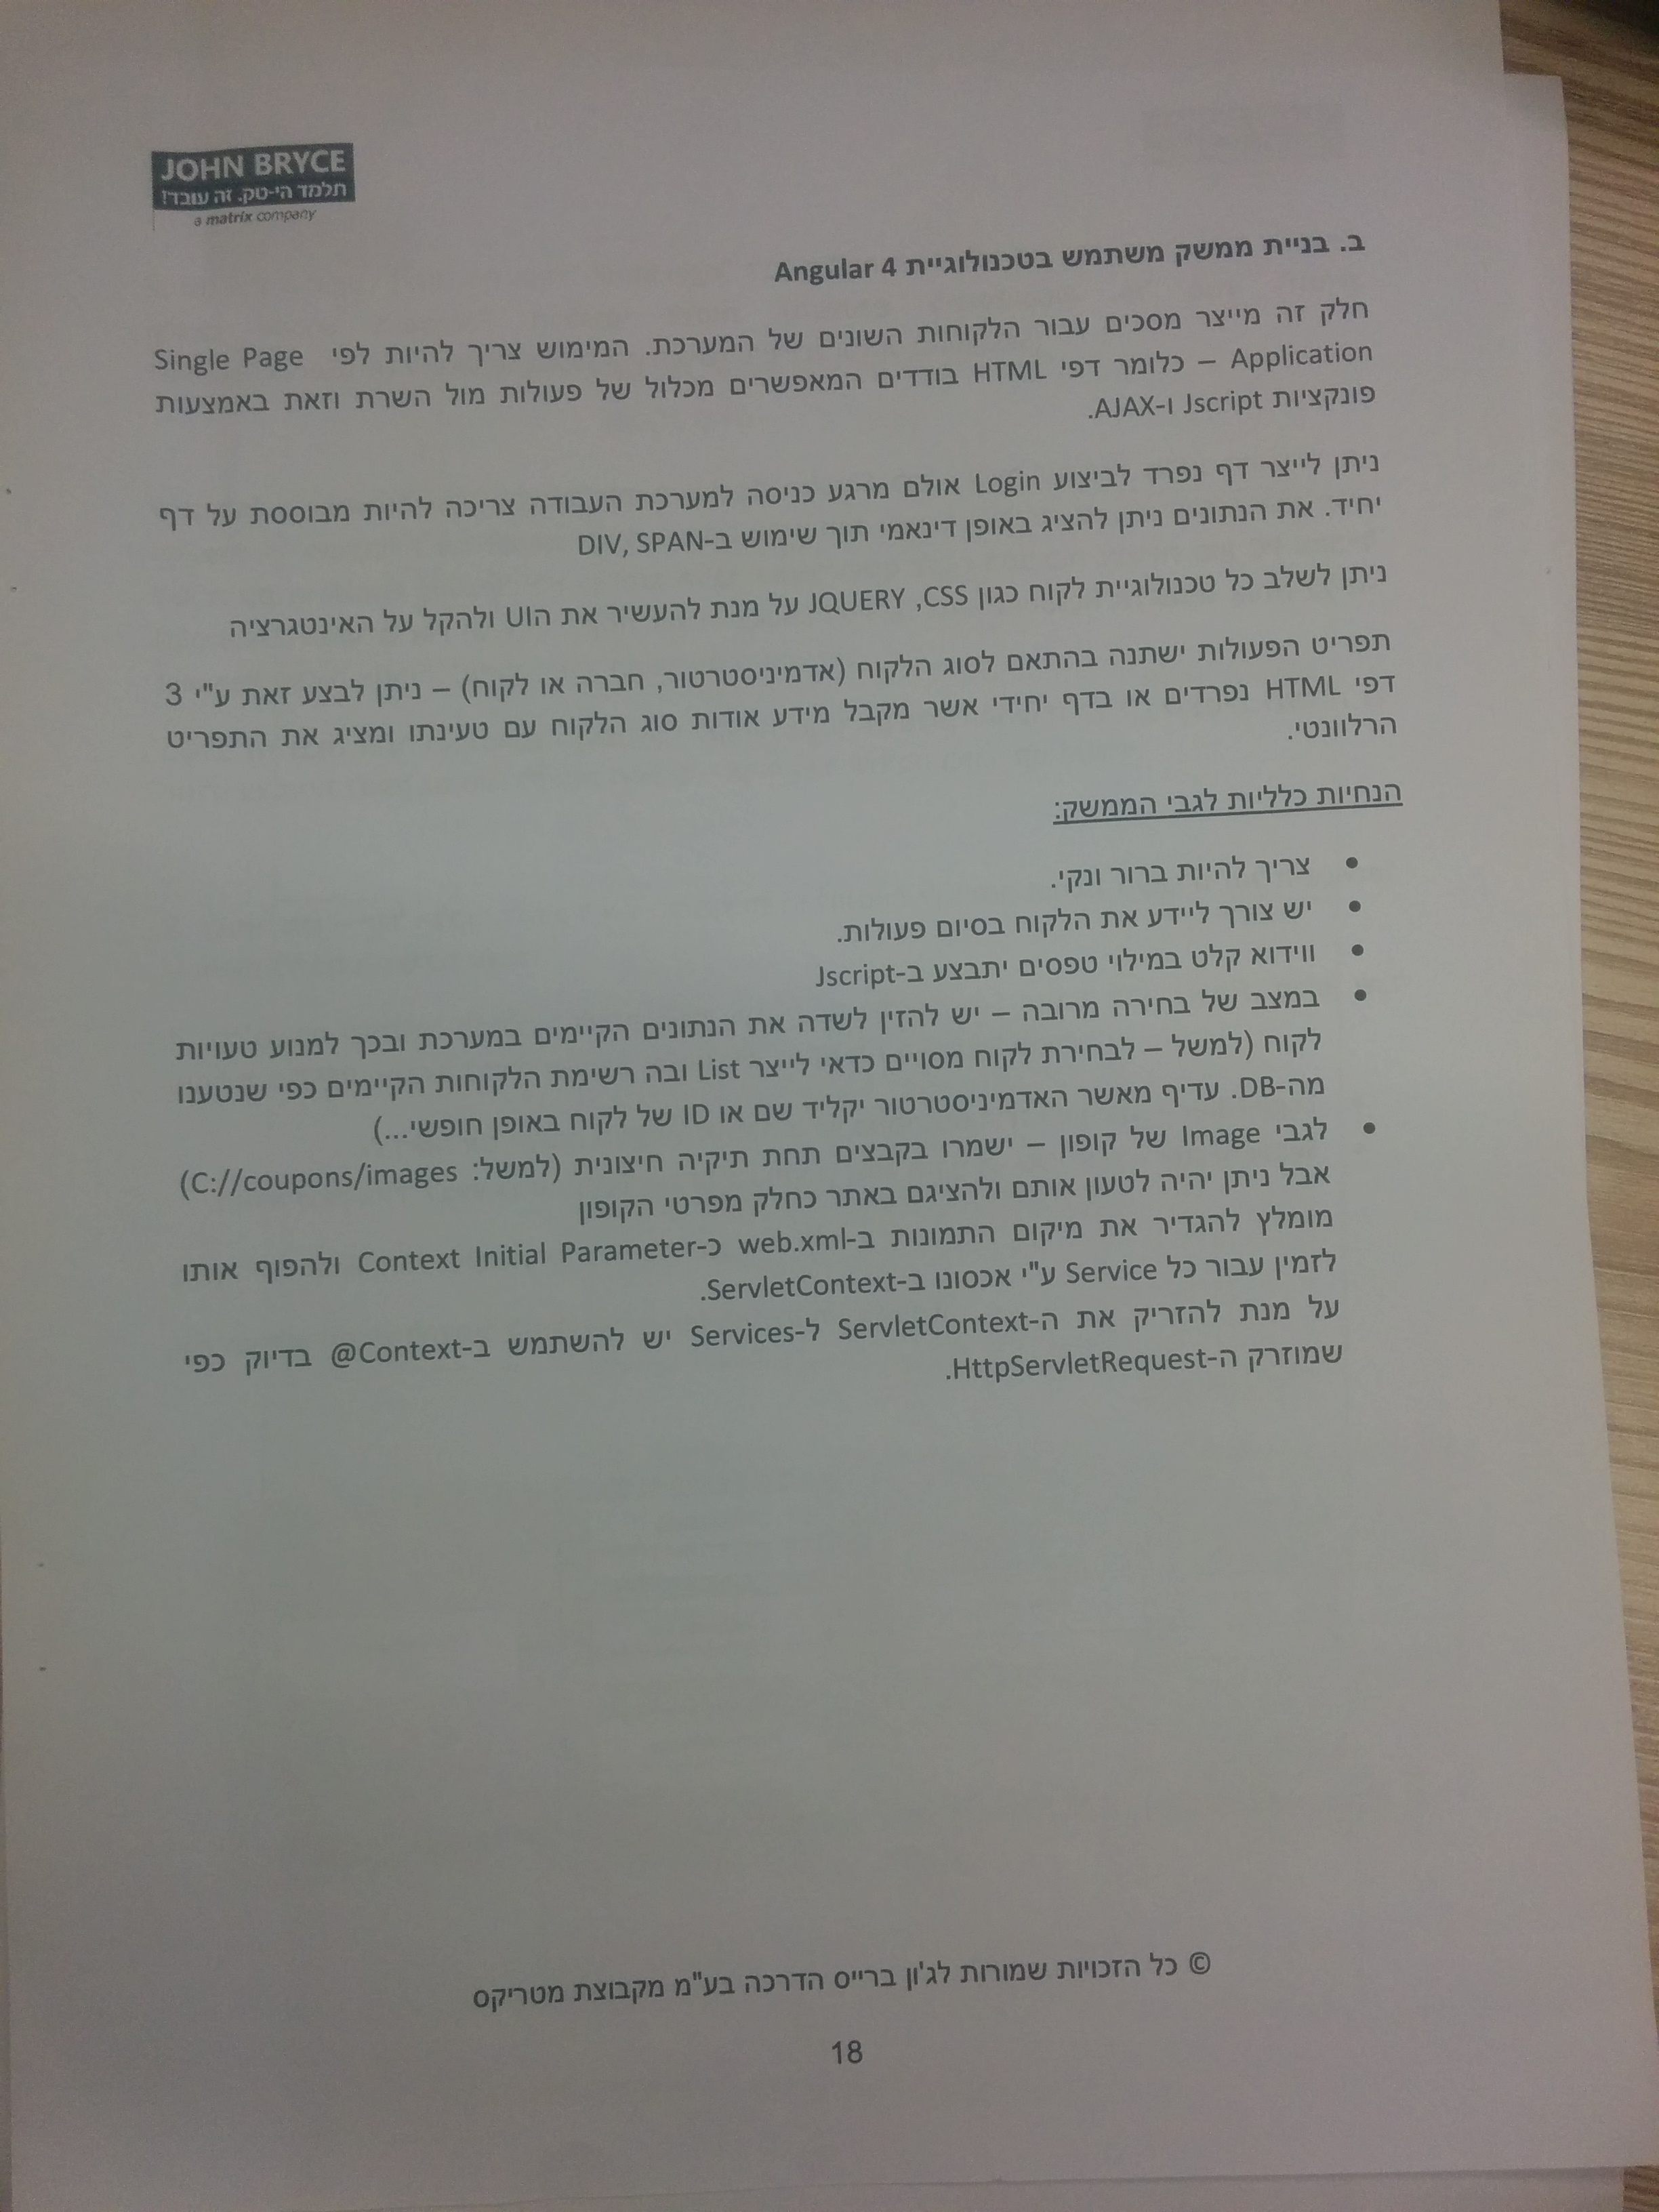 JOHN BRYCE
תלמד הי-טק. זה עובד!
a matrix company
ב. בניית ממשק משתמש בטכנולוגיית Angular 4
חלק זה מייצר מסכים עבור הלקוחות השונים של המערכת. המימוש צריך להיות לפי Single Page
Application – כלומר דפי HTML בודדים המאפשרים מכלול של פעולות מול השרת וזאת באמצעות
פונקציות Jscript ו-AJAX.
ניתן לייצר דף נפרד לביצוע Login אולם מרגע כניסה למערכת העבודה צריכה להיות מבוססת על דף
יחיד. את הנתונים ניתן להציג באופן דינאמי תוך שימוש ב-DIV, SPAN
ניתן לשלב כל טכנולוגיית לקוח כגון JQUERY ,CSS על מנת להעשיר את הUI ולהקל על האינטגרציה
תפריט הפעולות ישתנה בהתאם לסוג הלקוח (אדמיניסטרטור, חברה או לקוח) – ניתן לבצע זאת ע"י 3
דפי HTML נפרדים או בדף יחידי אשר מקבל מידע אודות סוג הלקוח עם טעינתו ומציג את התפריט
הרלוונטי.
הנחיות כלליות לגבי הממשק:
• צריך להיות ברור ונקי.
• יש צורך ליידע את הלקוח בסיום פעולות.
• ווידוא קלט במילוי טפסים יתבצע ב-Jscript
• במצב של בחירה מרובה – יש להזין לשדה את הנתונים הקיימים במערכת ובכך למנוע טעויות
לקוח (למשל – לבחירת לקוח מסויים כדאי לייצר List ובה רשימת הלקוחות הקיימים כפי שנטענו
מה-DB. עדיף מאשר האדמיניסטרטור יקליד שם או ID של לקוח באופן חופשי...)
• לגבי Image של קופון – ישמרו בקבצים תחת תיקיה חיצונית (למשל: C://coupons/images)
אבל ניתן יהיה לטעון אותם ולהציגם באתר כחלק מפרטי הקופון
מומלץ להגדיר את מיקום התמונות ב-web.xml כ-Context Initial Parameter ולהפוף אותו
לזמין עבור כל Service ע"י אכסונו ב-ServletContext.
על מנת להזריק את ה-ServletContext ל-Services יש להשתמש ב-Context@ בדיוק כפי
שמוזרק ה-HttpServletRequest.
© כל הזכויות שמורות לג'ון ברייס הדרכה בע"מ מקבוצת מטריקס
18